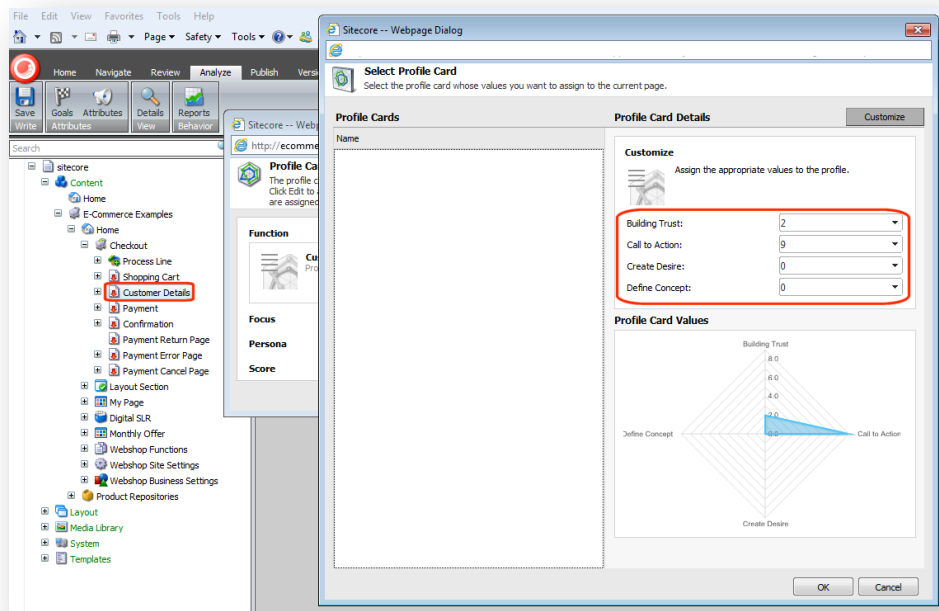 File Edit View Favorites Tools Help
Page Safety Tools
Home Navigate Review Analyze Publish Versi
Save Goals Attributes Details Reports
Write Attributes View Behavior
Search
sitecore
Content
Home
E-Commerce Examples
Home
Checkout
Process Line
Shopping Cart
Customer Details
Payment
Confirmation
Payment Return Page
Payment Error Page
Payment Cancel Page
Layout Section
My Page
Digital SLR
Monthly Offer
Webshop Functions
Webshop Site Settings
Webshop Business Settings
Product Repositories
Layout
Media Library
System
Templates
Sitecore -- Webp
http://ecomme
Profile Ca
The profile c
Click Edit to
are assigned
Function
Cu
Pro
Focus
Persona
Score
Sitecore -- Webpage Dialog
Select Profile Card
Select the profile card whose values you want to assign to the current page.
Profile Cards
Name
Profile Card Details
Customize
Customize
Assign the appropriate values to the profile.
Building Trust: 2
Call to Action: 9
Create Desire: 0
Define Concept: 0
Profile Card Values
Building Trust
8.0
6.0
4.0
2.0
0.0
Define Concept
Call to Action
Create Desire
OK Cancel